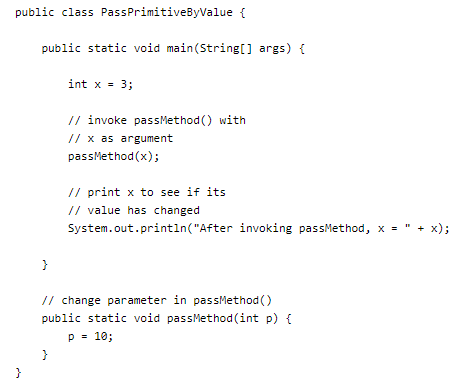 public class PassPrimitiveByValue {
public static void main(String[] args) {
int x = 3;
// invoke passMethod() with
// x as argument
passMethod(x);
// print x to see if its
// value has changed
System.out.println("After invoking passMethod, x = " + x);
}
// change parameter in passMethod()
public static void passMethod(int p) {
p = 10;
}
}